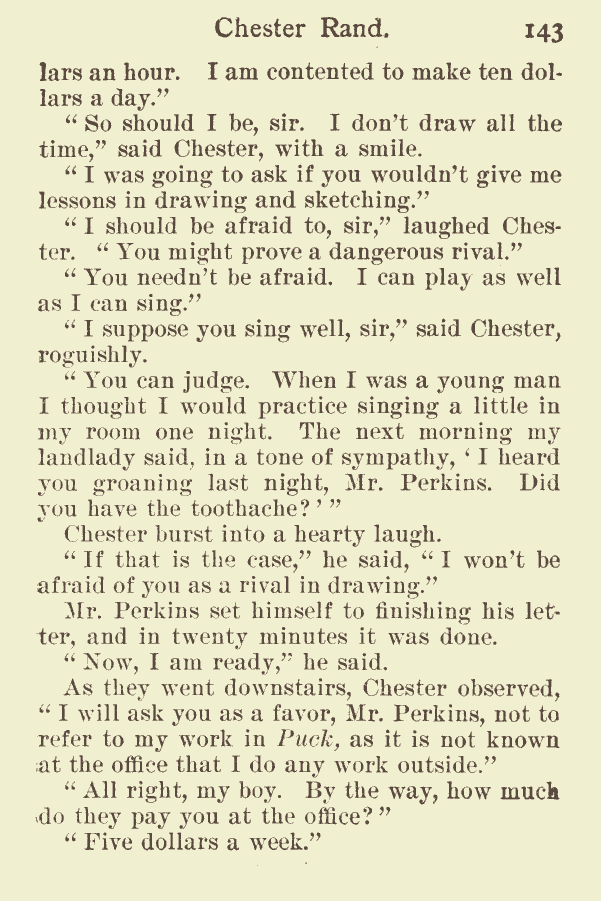 Chester Rand. 143
lars an hour. I am contented to make ten dol-
lars a day.”
“ So should I be, sir. I don’t draw all the
time,” said Chester, with a smile.
“ I was going to ask if you wouldn’t give me
lessons in drawing and sketching.”
“ I should be afraid to, sir,” laughed Ches-
ter. “ You might prove a dangerous rival.”
“ You needn’t be afraid. I can play as well
as I can sing.”
“ I suppose you sing well, sir,” said Chester,
roguishly.
“ You can judge. When I was a young man
I thought I would practice singing a little in
my room one night. The next morning my
landlady said, in a tone of sympathy, ‘ I heard
you groaning last night, Mr. Perkins. Did
you have the toothache? ’ ”
Chester burst into a hearty laugh.
“ If that is the case,” he said, “ I won’t be
afraid of you as a rival in drawing.”
Mr. Perkins set himself to finishing his let-
ter, and in twenty minutes it was done.
“ Now, I am ready,” he said.
As they went downstairs, Chester observed,
“ I will ask you as a favor, Mr. Perkins, not to
refer to my work in Puck, as it is not known
at the office that I do any work outside.”
“ All right, my boy. By the way, how much
do they pay you at the office? ”
“ Five dollars a week.”